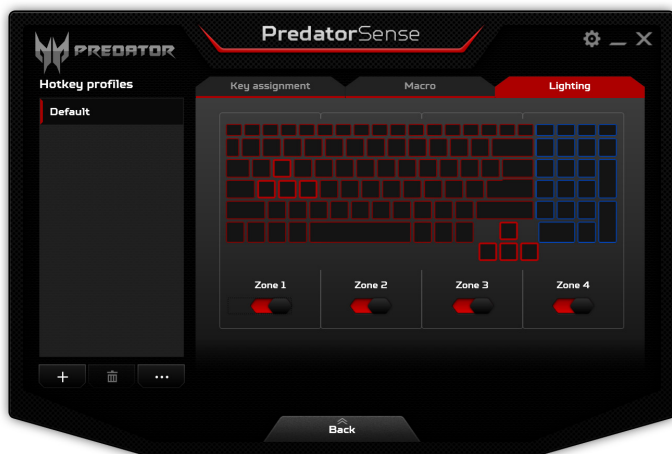 PREDATOR
PredatorSense
Hotkey profiles
Default
Key assignment
Macro
Lighting
Zone 1
Zone 2
Zone 3
Zone 4
Back